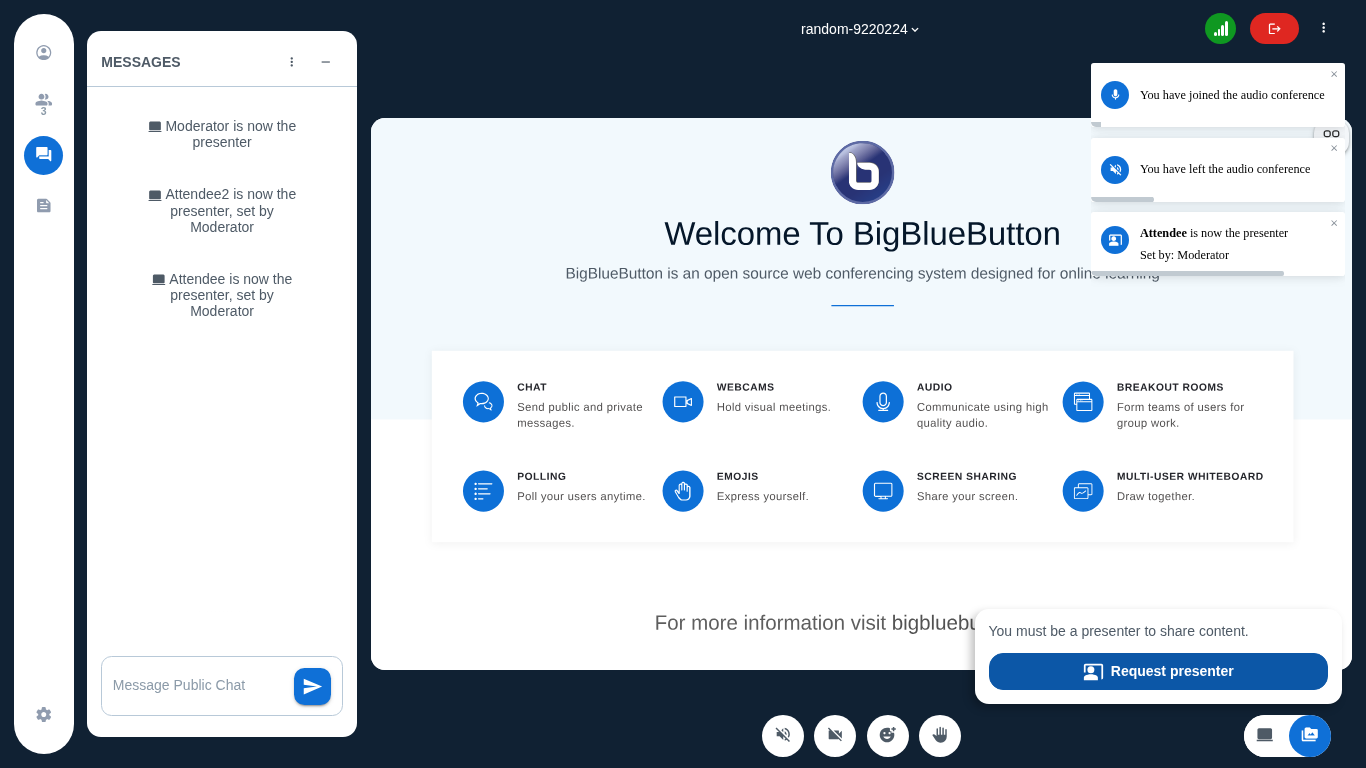 random-9220224
3
MESSAGES
Moderator is now the
presenter
Attendee2 is now the
presenter, set by
Moderator
Attendee is now the
presenter, set by
Moderator
Message Public Chat
You have joined the audio conference
You have left the audio conference
Attendee is now the presenter
Set by: Moderator
Welcome To BigBlueButton
BigBlueButton is an open source web conferencing system designed for online learning
CHAT
Send public and private
messages.
WEBCAMS
Hold visual meetings.
AUDIO
Communicate using high
quality audio.
BREAKOUT ROOMS
Form teams of users for
group work.
POLLING
Poll your users anytime.
EMOJIS
Express yourself.
SCREEN SHARING
Share your screen.
MULTI-USER WHITEBOARD
Draw together.
For more information visit
You must be a presenter to share content.
Request presenter